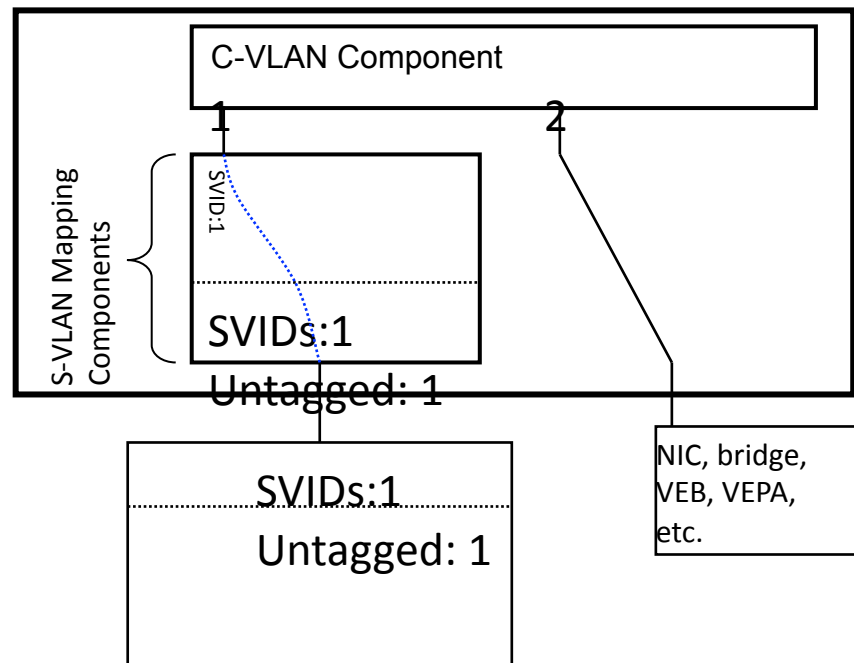 C-VLAN Component
1
2
S-VLAN Mapping
Components
SVID:1
SVIDs:1
Untagged: 1
SVIDs:1
Untagged: 1
NIC, bridge,
VEB, VEPA,
etc.